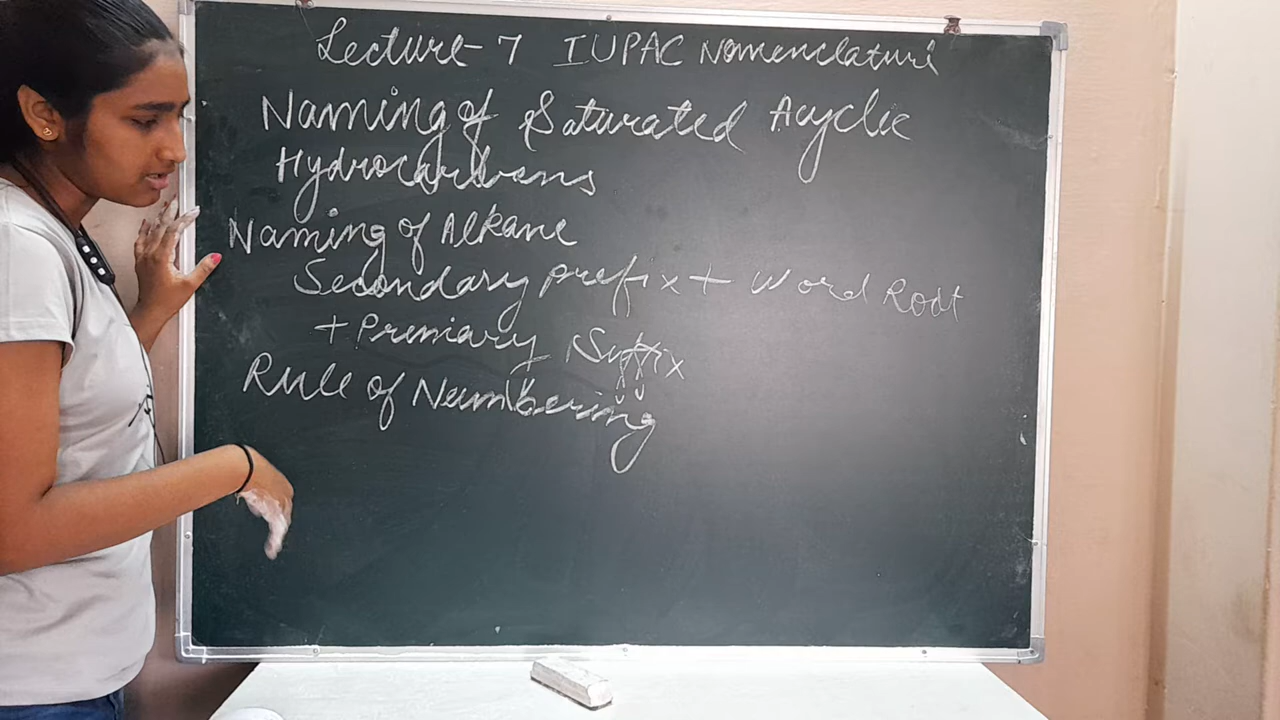 Lecture-7 IUPAC Nomenclature
Naming of Saturated Acyclic
Hydrocarbons
Naming of Alkane
Secondary prefix + Word Root
+ Premiary Suffix
Rule of Numbering